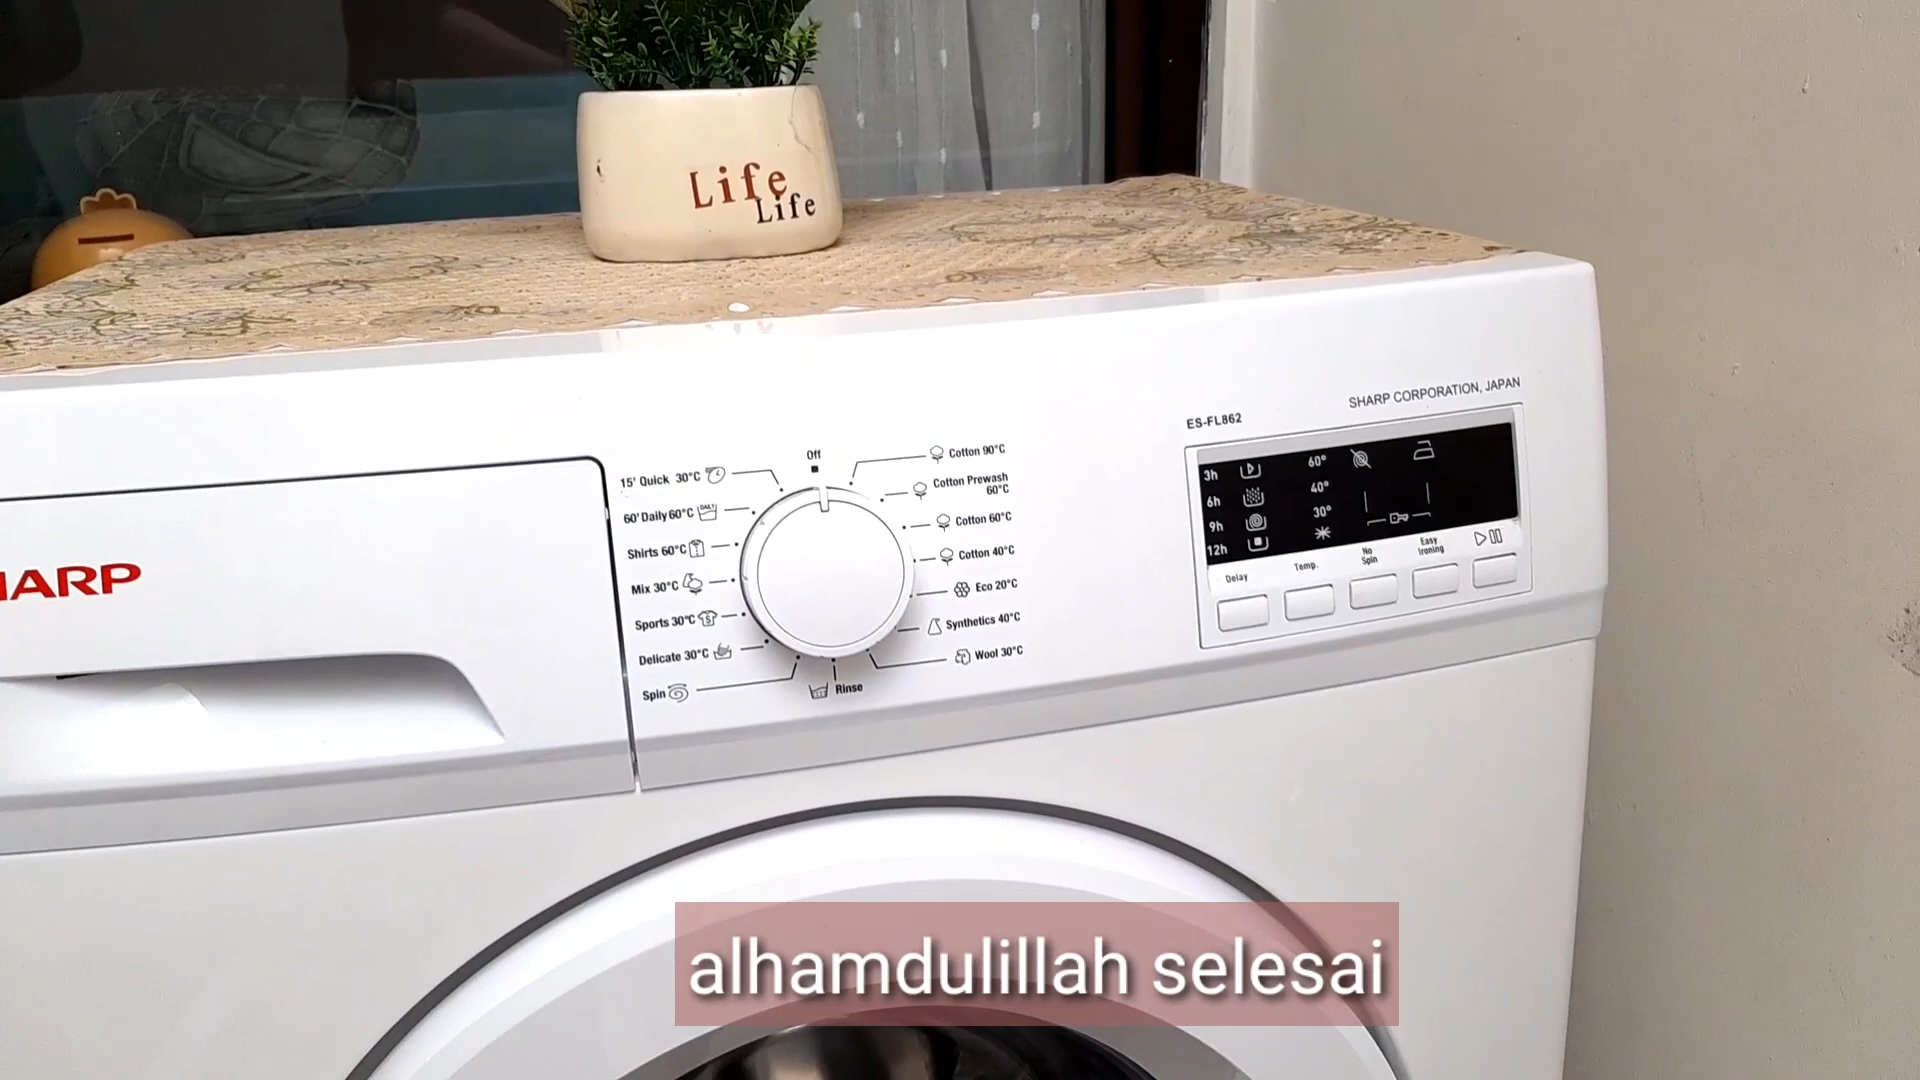 Life
Life
SHARP CORPORATION, JAPAN
ES-FL862
HARP
Off
15' Quick 30°C
60' Daily 60°C
DAILY
Shirts 60°C
Mix 30°C
Sports 30°C
Delicate 30°C
Spin
Rinse
Cotton 90°C
Cotton Prewash
60°C
Cotton 60°C
Cotton 40°C
Eco 20°C
Synthetics 40°C
Wool 30°C
3h
6h
9h
12h
60°
40°
30°
Delay
Temp.
No
Spin
Easy
Ironing
alhamdulillah selesai